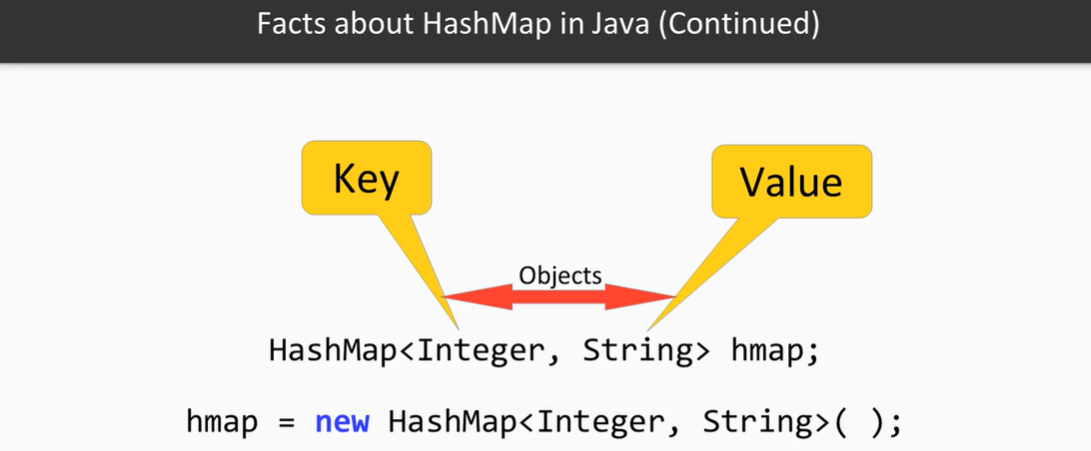 Facts about HashMap in Java (Continued)
Key
Value
Objects
HashMap<Integer, String> hmap;
hmap = new HashMap<Integer, String>( );